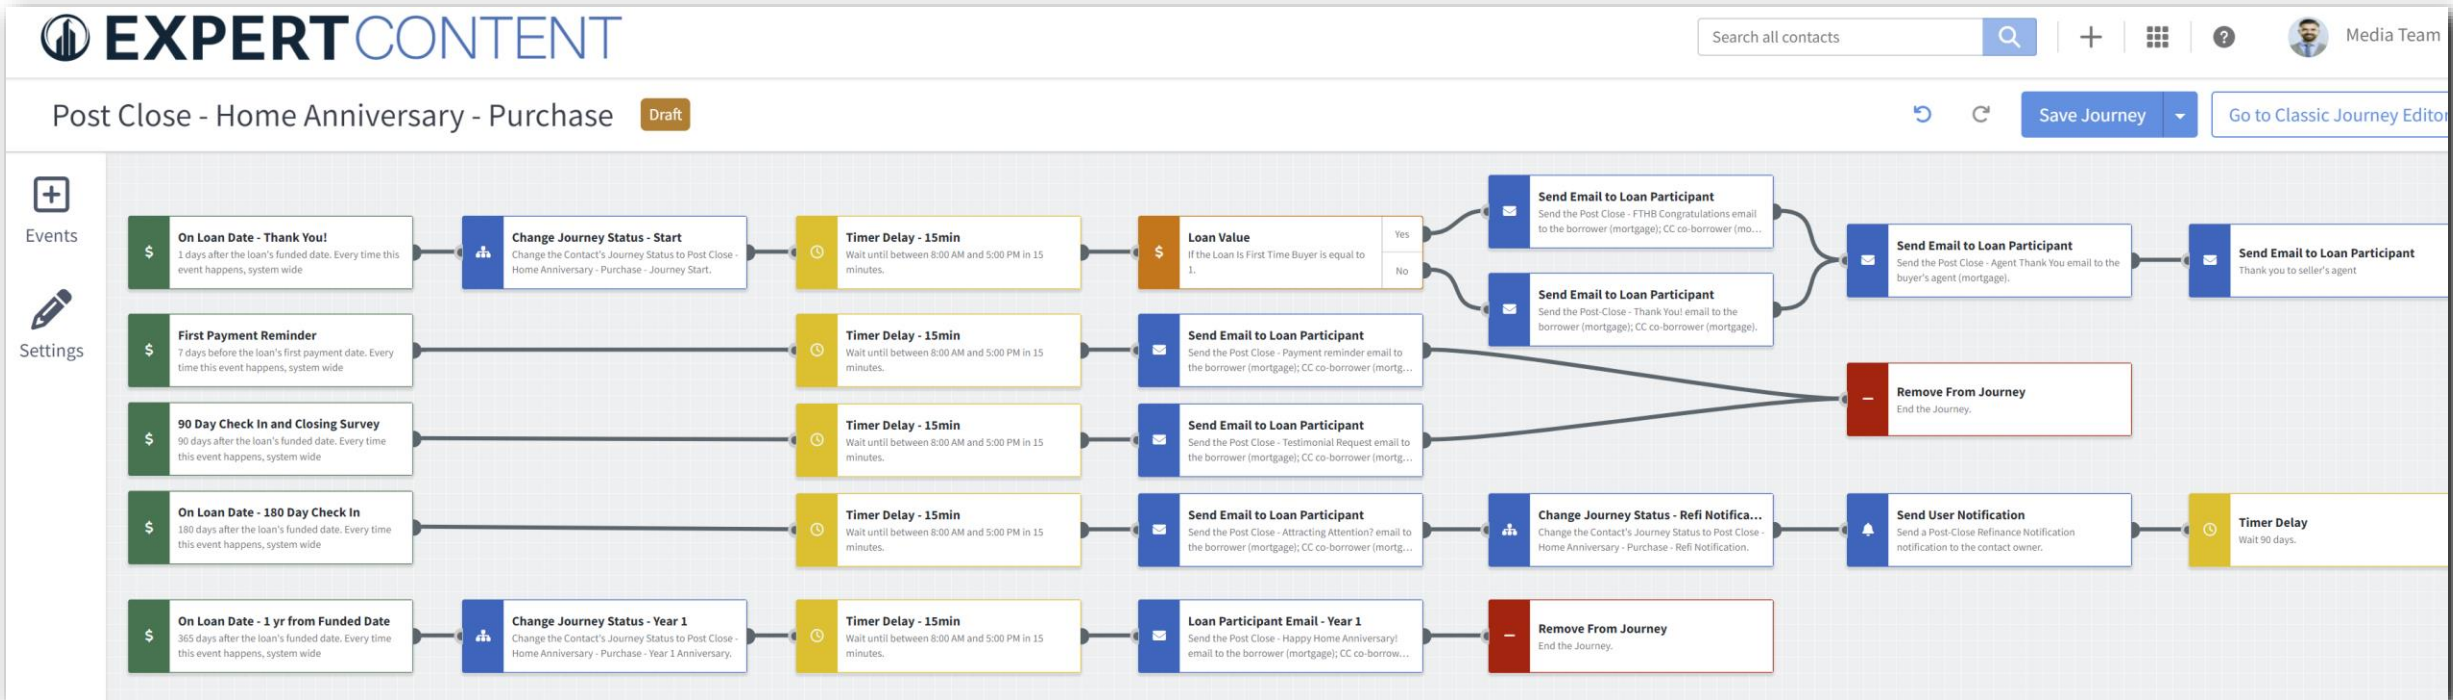 EXPERTCONTENT
Search all contacts
Media Team
Post Close - Home Anniversary - Purchase
Draft
Save Journey
Go to Classic Journey Editor
Events
Settings
On Loan Date - Thank You!
1 days after the loan's funded date. Every time this
event happens, system wide
Change Journey Status - Start
Change the Contact's Journey Status to Post Close -
Home Anniversary - Purchase - Journey Start.
Timer Delay - 15min
Wait until between 8:00 AM and 5:00 PM in 15
minutes.
Loan Value
If the Loan Is First Time Buyer is equal to
1.
Yes
No
Send Email to Loan Participant
Send the Post Close - FTHB Congratulations email
to the borrower (mortgage); CC co-borrower (mo...
Send Email to Loan Participant
Send the Post-Close - Thank You! email to the
borrower (mortgage); CC co-borrower (mortgage).
Send Email to Loan Participant
Send the Post Close - Agent Thank You email to the
buyer's agent (mortgage).
Send Email to Loan Participant
Thank you to seller's agent
First Payment Reminder
7 days before the loan's first payment date. Every
time this event happens, system wide
Timer Delay - 15min
Wait until between 8:00 AM and 5:00 PM in 15
minutes.
Send Email to Loan Participant
Send the Post Close - Payment reminder email to
the borrower (mortgage); CC co-borrower (mortg...
Remove From Journey
End the Journey.
90 Day Check In and Closing Survey
90 days after the loan's funded date. Every time
this event happens, system wide
Timer Delay - 15min
Wait until between 8:00 AM and 5:00 PM in 15
minutes.
Send Email to Loan Participant
Send the Post Close - Testimonial Request email to
the borrower (mortgage); CC co-borrower (mortg...
On Loan Date - 180 Day Check In
180 days after the loan's funded date. Every time
this event happens, system wide
Timer Delay - 15min
Wait until between 8:00 AM and 5:00 PM in 15
minutes.
Send Email to Loan Participant
Send the Post Close - Attracting Attention? email to
the borrower (mortgage); CC co-borrower (mortg...
Change Journey Status - Refi Notifica...
Change the Contact's Journey Status to Post Close -
Home Anniversary - Purchase - Refi Notification.
Send User Notification
Send a Post-Close Refinance Notification
notification to the contact owner.
Timer Delay
Wait 90 days.
On Loan Date - 1 yr from Funded Date
365 days after the loan's funded date. Every time
this event happens, system wide
Change Journey Status - Year 1
Change the Contact's Journey Status to Post Close -
Home Anniversary - Purchase - Year 1 Anniversary.
Timer Delay - 15min
Wait until between 8:00 AM and 5:00 PM in 15
minutes.
Loan Participant Email - Year 1
Send the Post Close - Happy Home Anniversary!
email to the borrower (mortgage); CC co-borrow...
Remove From Journey
End the Journey.